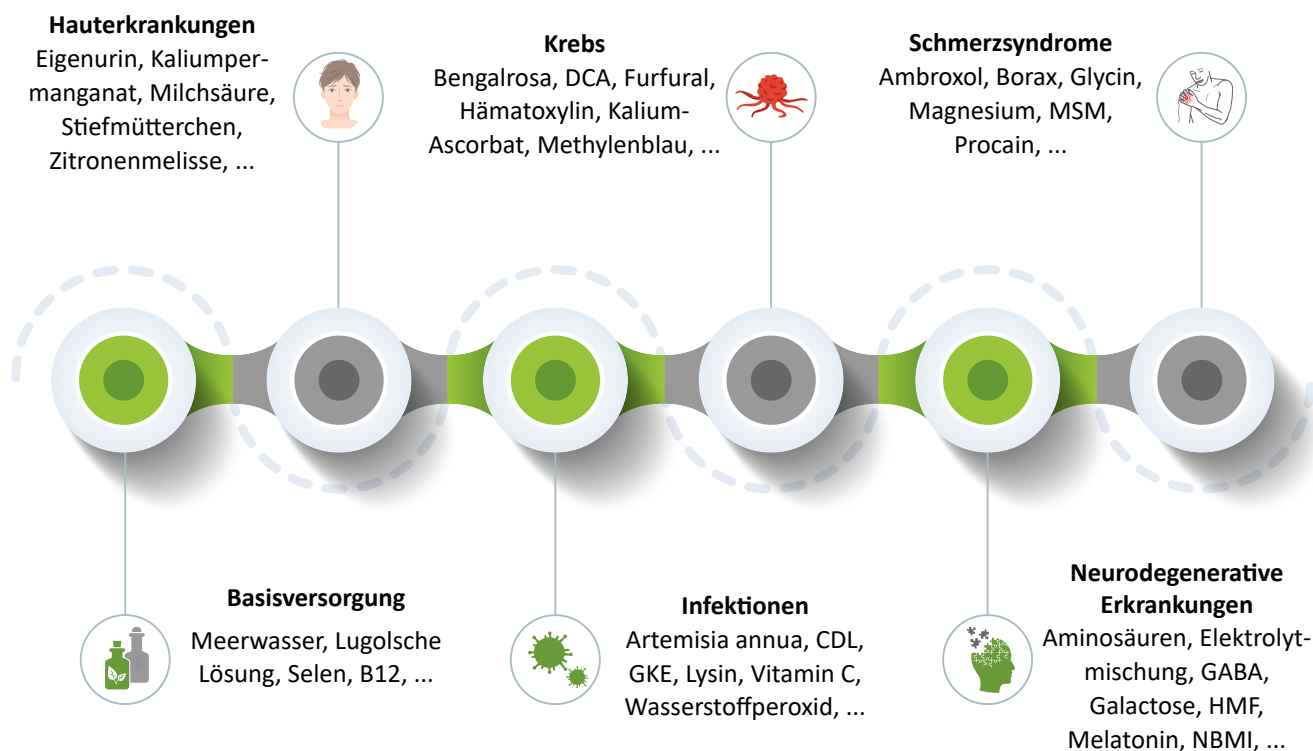 Hauterkrankungen
Eigenurin, Kaliumper-
manganat, Milchsäure,
Stiefmütterchen,
Zitronenmelisse, ...
Krebs
Bengalrosa, DCA, Furfural,
Hämatoxylin, Kalium-
Ascorbat, Methylenblau, ...
Schmerzsyndrome
Ambroxol, Borax, Glycin,
Magnesium, MSM,
Procain, ...
Basisversorgung
Meerwasser, Lugolsche
Lösung, Selen, B12, ...
Infektionen
Artemisia annua, CDL,
GKE, Lysin, Vitamin C,
Wasserstoffperoxid, ...
Neurodegenerative
Erkrankungen
Aminosäuren, Elektrolyt-
mischung, GABA,
Galactose, HMF,
Melatonin, NBMI, ...